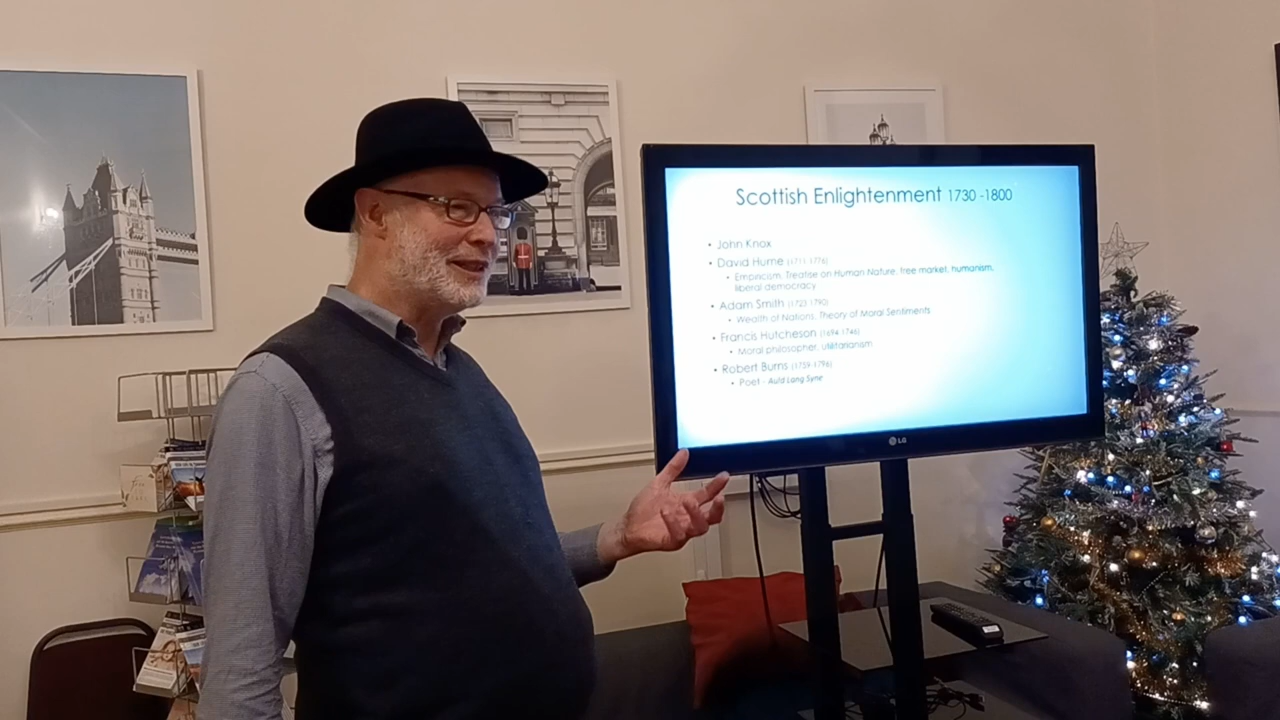 Scottish Enlightenment 1730 -1800
• John Knox
• David Hume (1711-1776)
• Empiricism, Treatise on Human Nature, free market, humanism,
liberal democracy
• Adam Smith (1723-1790)
• Wealth of Nations, Theory of Moral Sentiments
• Francis Hutcheson (1694-1746)
• Moral philosopher, utilitarianism
• Robert Burns (1759-1796)
• Poet - Auld Lang Syne
LG